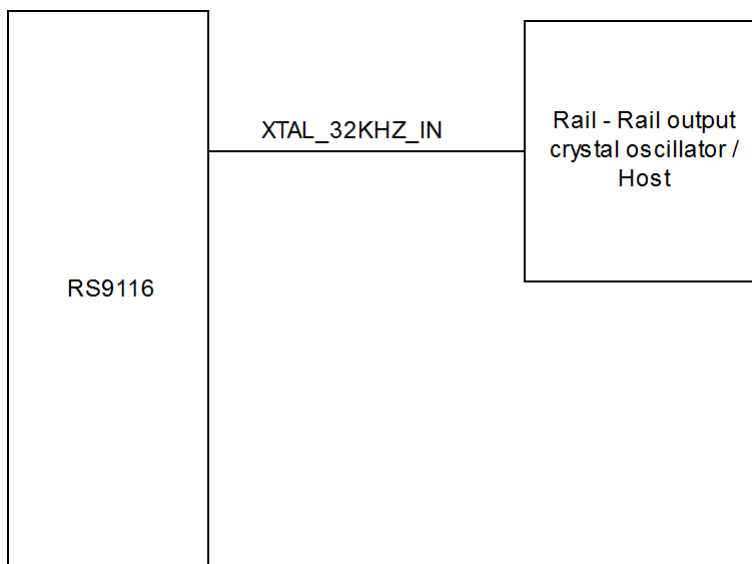 XTAL_32KHZ_IN
Rail - Rail output
crystal oscillator /
Host
RS9116